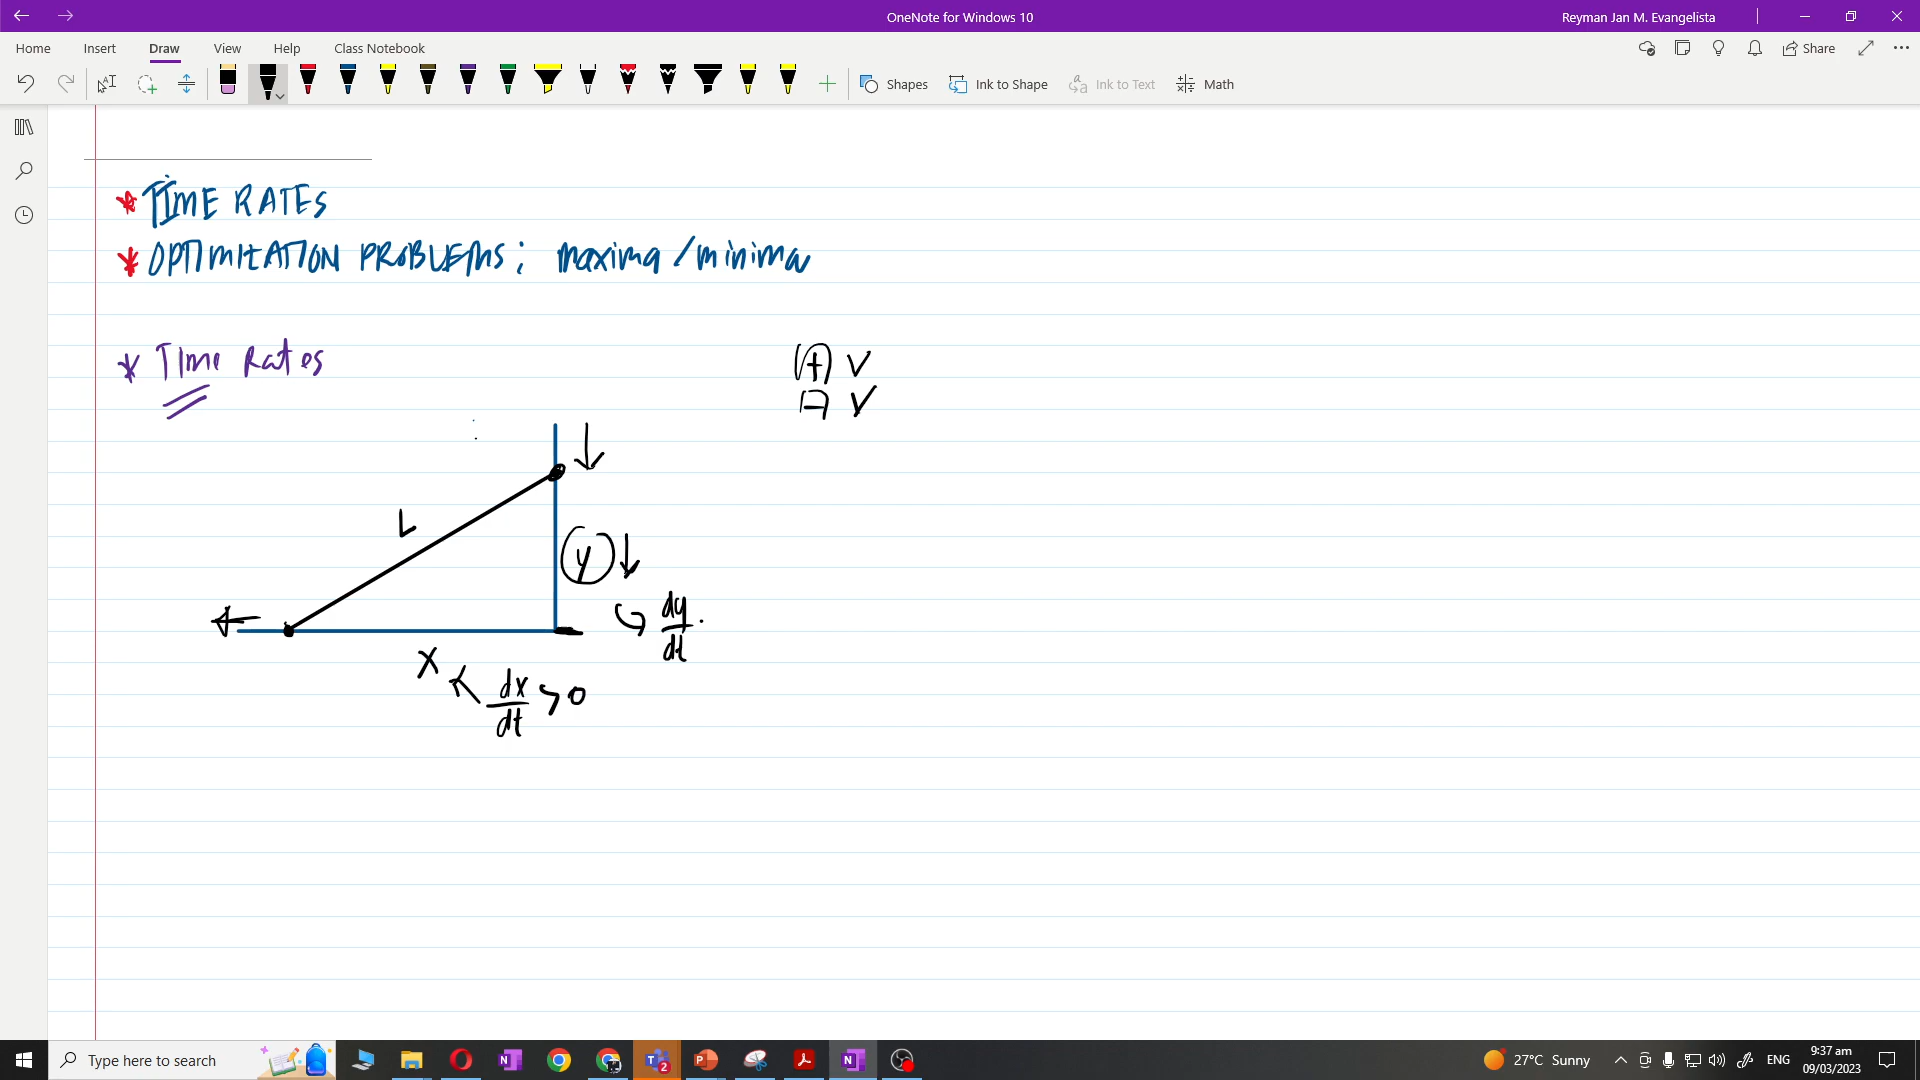 OneNote for Windows 10
Reyman Jan M. Evangelista
Home Insert Draw View Help Class Notebook
Share
Shapes Ink to Shape Ink to Text Math
* TIME RATES
* OPTIMIZATION PROBLEMS; maxima/minima
* Time Rates
(+) V
(-) V
L
y
dy
dt
x
dx > 0
dt
Type here to search
2
27°C Sunny
ENG
9:37 am
09/03/2023